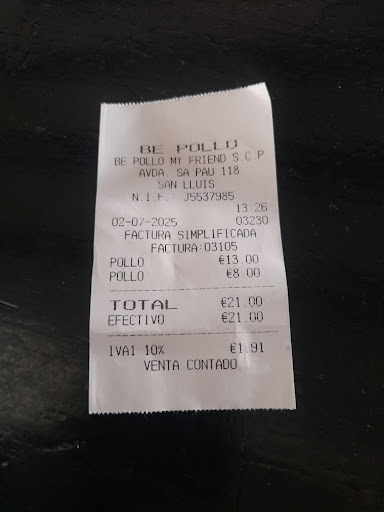 BE POLLO
BE POLLO MY FRIEND S.C.P
AVDA. SA PAU 118
SAN LLUIS
N.I.F.: J5537985
13:26
02-07-2025 03230
FACTURA SIMPLIFICADA
FACTURA:03105
POLLO €13.00
POLLO €8.00
TOTAL €21.00
EFECTIVO €21.00
IVA1 10% €1.91
VENTA CONTADO